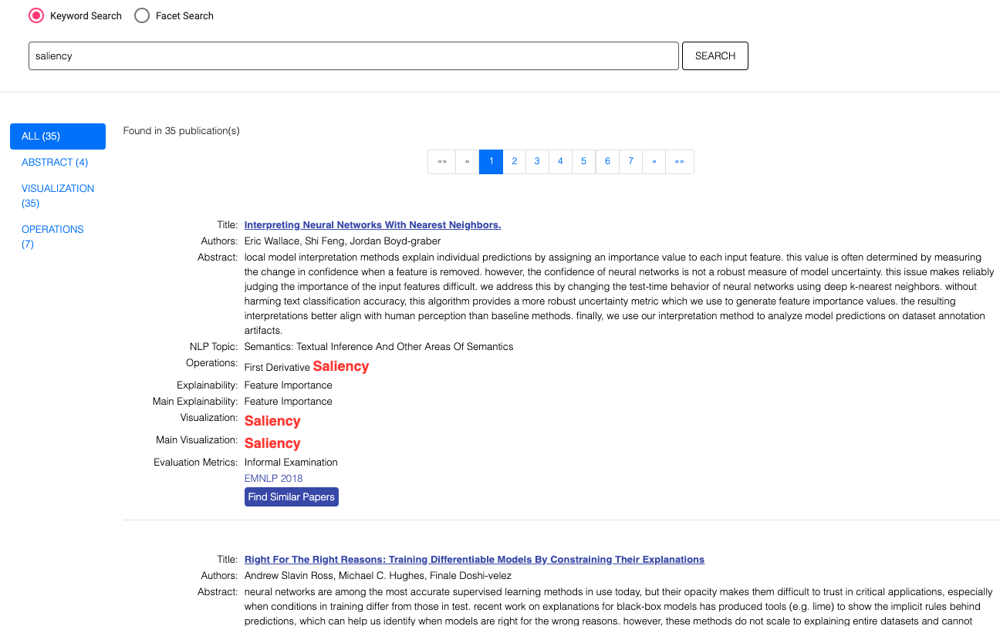 Keyword Search Facet Search
saliency SEARCH
ALL (35)
ABSTRACT (4)
VISUALIZATION
(35)
OPERATIONS
(7)
Found in 35 publication(s)
«« « 1 2 3 4 5 6 7 » »»
Title: Interpreting Neural Networks With Nearest Neighbors.
Authors: Eric Wallace, Shi Feng, Jordan Boyd-graber
Abstract: local model interpretation methods explain individual predictions by assigning an importance value to each input feature. this value is often determined by measuring
the change in confidence when a feature is removed. however, the confidence of neural networks is not a robust measure of model uncertainty. this issue makes reliably
judging the importance of the input features difficult. we address this by changing the test-time behavior of neural networks using deep k-nearest neighbors. without
harming text classification accuracy, this algorithm provides a more robust uncertainty metric which we use to generate feature importance values. the resulting
interpretations better align with human perception than baseline methods. finally, we use our interpretation method to analyze model predictions on dataset annotation
artifacts.
NLP Topic: Semantics: Textual Inference And Other Areas Of Semantics
Operations: First Derivative Saliency
Explainability: Feature Importance
Main Explainability: Feature Importance
Visualization: Saliency
Main Visualization: Saliency
Evaluation Metrics: Informal Examination
EMNLP 2018
Find Similar Papers
Title: Right For The Right Reasons: Training Differentiable Models By Constraining Their Explanations
Authors: Andrew Slavin Ross, Michael C. Hughes, Finale Doshi-velez
Abstract: neural networks are among the most accurate supervised learning methods in use today, but their opacity makes them difficult to trust in critical applications, especially
when conditions in training differ from those in test. recent work on explanations for black-box models has produced tools (e.g. lime) to show the implicit rules behind
predictions, which can help us identify when models are right for the wrong reasons. however, these methods do not scale to explaining entire datasets and cannot